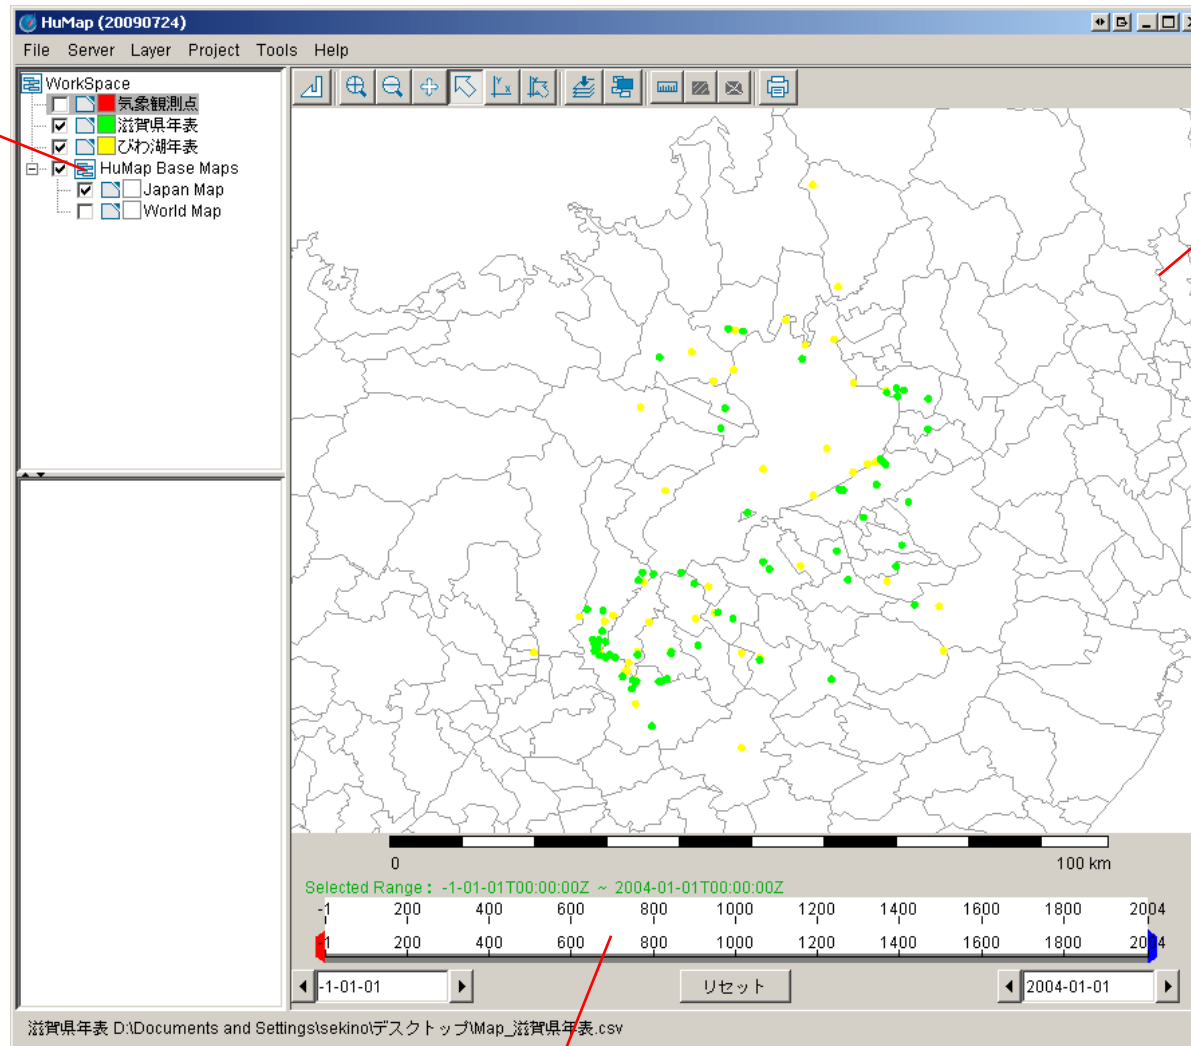 HuMap (20090724)
File Server Layer Project Tools Help
WorkSpace
気象観測点
滋賀県年表
びわ湖年表
HuMap Base Maps
Japan Map
World Map
0 100 km
Selected Range : -1-01-01T00:00:00Z ~ 2004-01-01T00:00:00Z
-1 200 400 600 800 1000 1200 1400 1600 1800 2004
-1 200 400 600 800 1000 1200 1400 1600 1800 2004
-1-01-01 リセット 2004-01-01
滋賀県年表 D:\Documents and Settings\sekino\デスクトップ\Map_滋賀県年表.csv